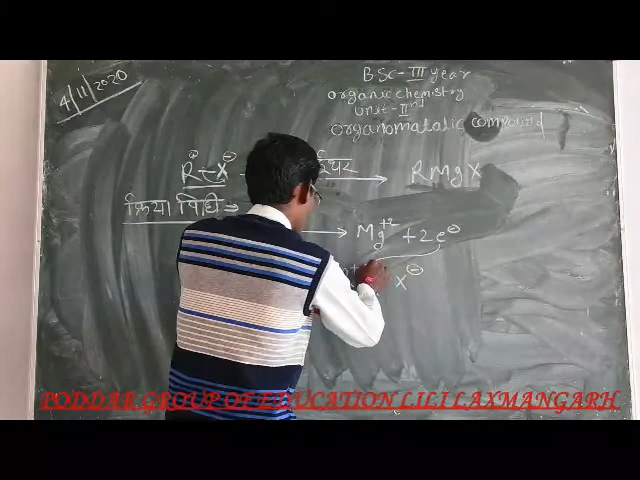 4/11/2020
BSc-III year
organic chemistry
unit-IInd
organomatalic compound
R⊕ X⊖ ईथर → RMgX
क्रिया विधि ⇒
→ Mg+2 + 2e⊖
X⊖
PODDAR GROUP OF EDUCATION LILI LAXMANGARH